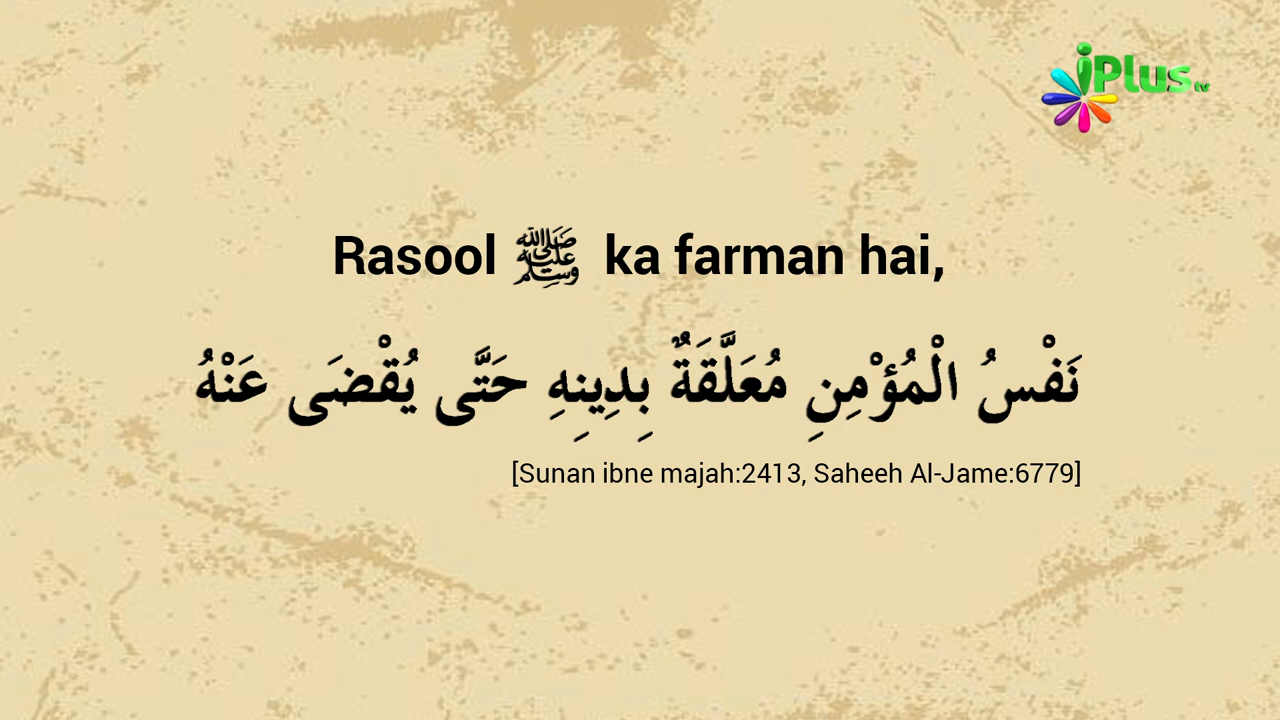 iPlus tv
Rasool ﷺ ka farman hai,
نَفْسُ الْمُؤْمِنِ مُعَلَّقَةٌ بِدِينِهِ حَتَّى يُقْضَى عَنْهُ
[Sunan ibne majah:2413, Saheeh Al-Jame:6779]